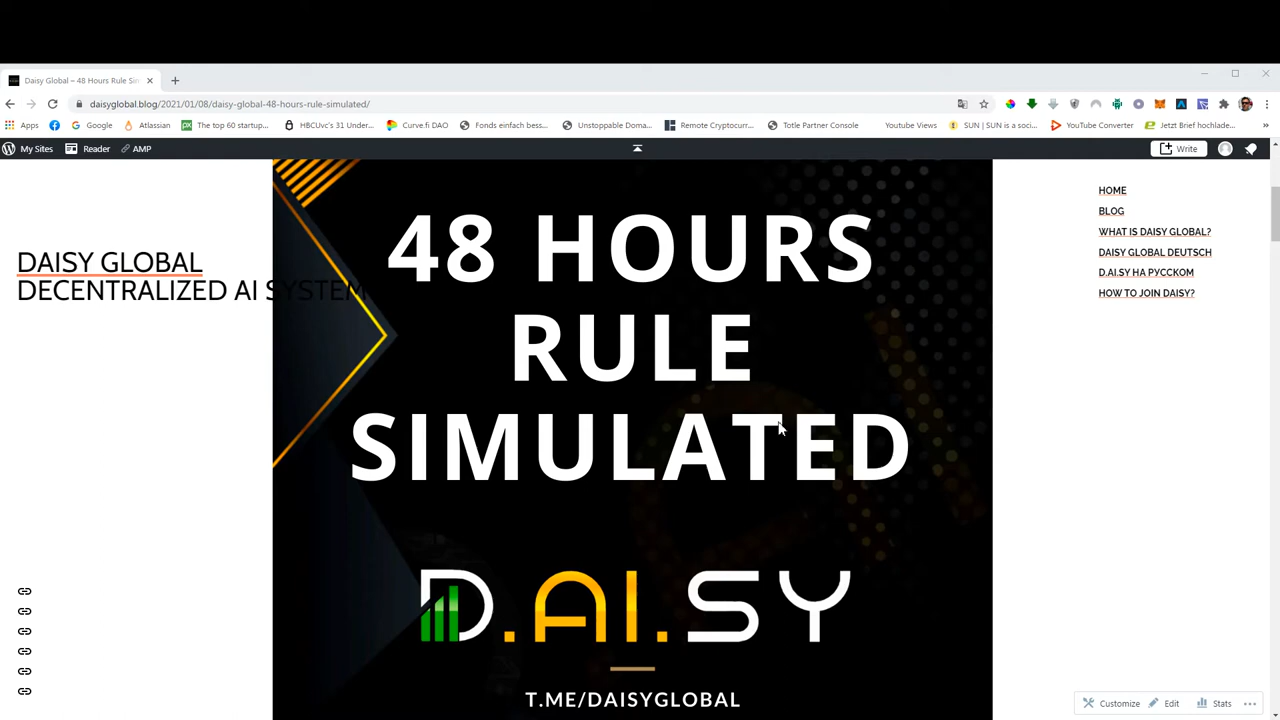 Daisy Global – 48 Hours Rule Sim
daisyglobal.blog/2021/01/08/daisy-global-48-hours-rule-simulated/
Apps Google Atlassian The top 60 startup... HBCUvc's 31 Under... Curve.fi DAO Fonds einfach bess... Unstoppable Doma... Remote Cryptocurr... Totle Partner Console Youtube Views SUN | SUN is a soci... YouTube Converter Jetzt Brief hochlade... »
My Sites Reader AMP Write
HOME
BLOG
WHAT IS DAISY GLOBAL?
DAISY GLOBAL DEUTSCH
D.AI.SY НА РУССКОМ
HOW TO JOIN DAISY?
DAISY GLOBAL
DECENTRALIZED AI SYSTEM
48 HOURS
RULE
SIMULATED
D.AI.SY
T.ME/DAISYGLOBAL
Customize Edit Stats